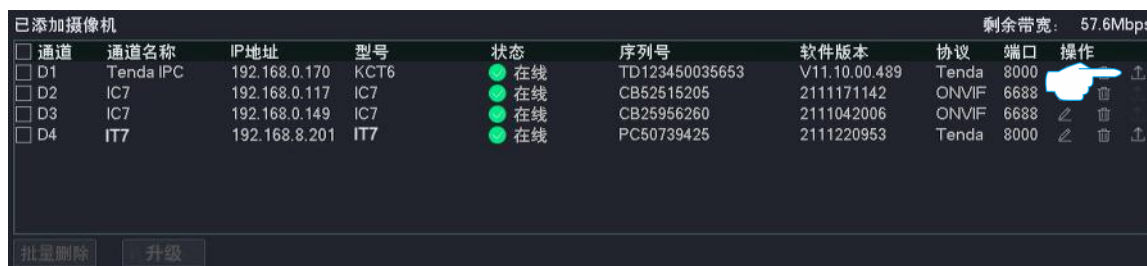 已添加摄像机 剩余带宽: 57.6Mbps
通道 通道名称 IP地址 型号 状态 序列号 软件版本 协议 端口 操作
D1 Tenda IPC 192.168.0.170 KCT6 在线 TD123450035653 V11.10.00.489 Tenda 8000
D2 IC7 192.168.0.117 IC7 在线 CB52515205 2111171142 ONVIF 6688
D3 IC7 192.168.0.149 IC7 在线 CB25956260 2111042006 ONVIF 6688
D4 IT7 192.168.8.201 IT7 在线 PC50739425 2111220953 Tenda 8000
批量删除 升级